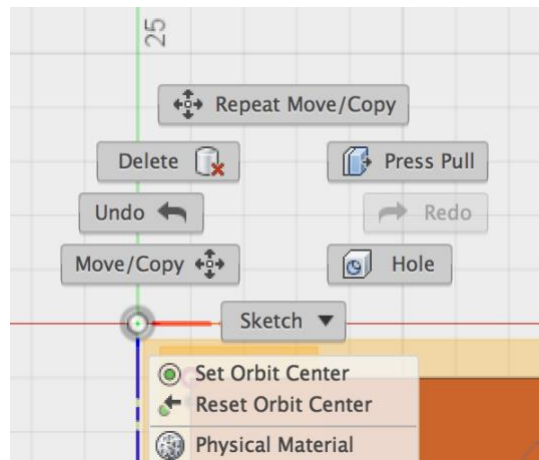 25
Repeat Move/Copy
Delete
Press Pull
Undo
Redo
Move/Copy
Hole
Sketch
Set Orbit Center
Reset Orbit Center
Physical Material